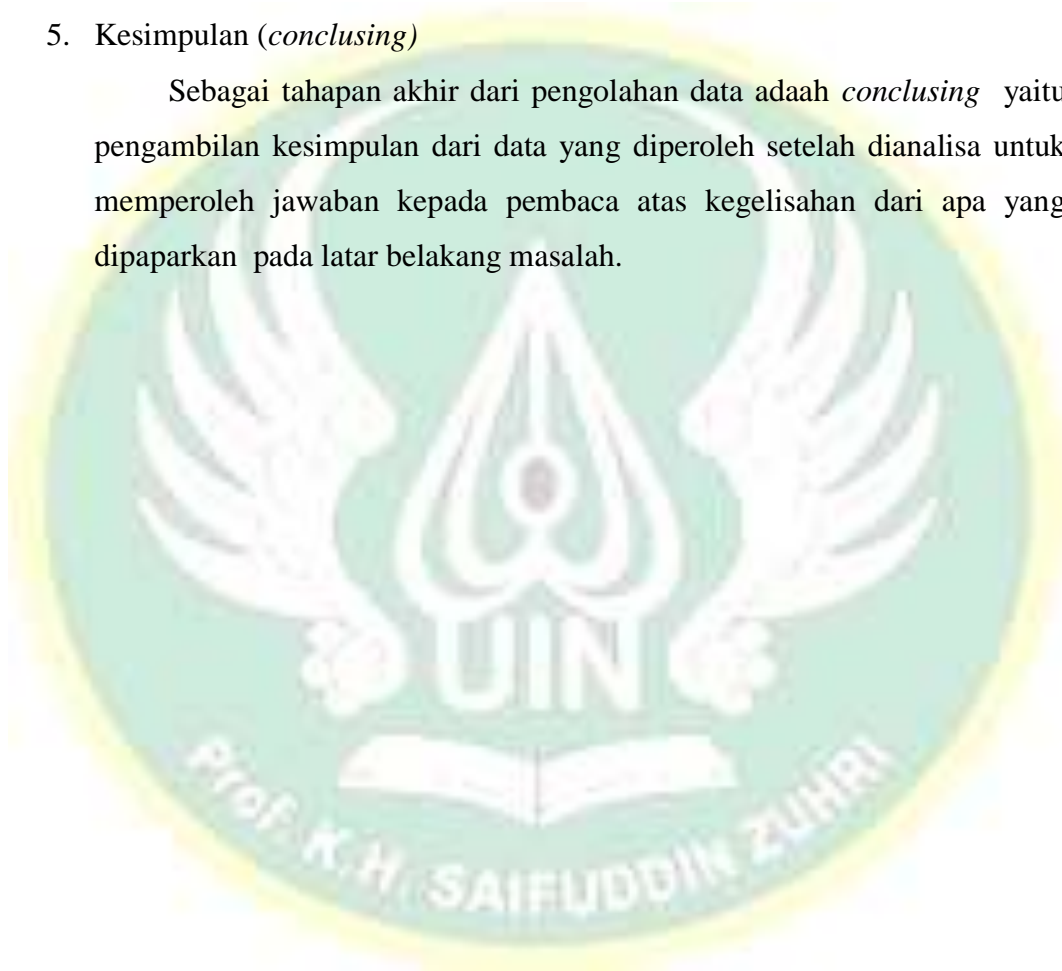 5. Kesimpulan (conclusing)
Sebagai tahapan akhir dari pengolahan data adaah conclusing yaitu
pengambilan kesimpulan dari data yang diperoleh setelah dianalisa untuk
memperoleh jawaban kepada pembaca atas kegelisahan dari apa yang
dipaparkan pada latar belakang masalah.
UIN
Prof. K.H. SAIFUDDIN ZUHRI